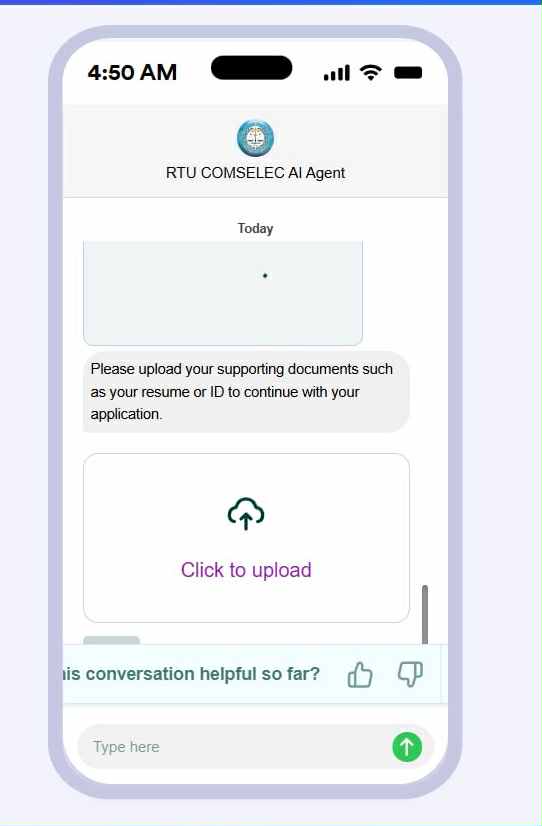 4:50 AM
RTU COMSELEC AI Agent
Today
Please upload your supporting documents such
as your resume or ID to continue with your
application.
Click to upload
conversation helpful so far?
Type here